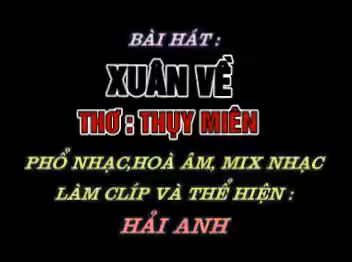 BÀI HÁT :
XUÂN VỀ
THƠ : THỤY MIÊN
PHỔ NHẠC,HOÀ ÂM, MIX NHẠC
LÀM CLÍP VÀ THỂ HIỆN :
HẢI ANH